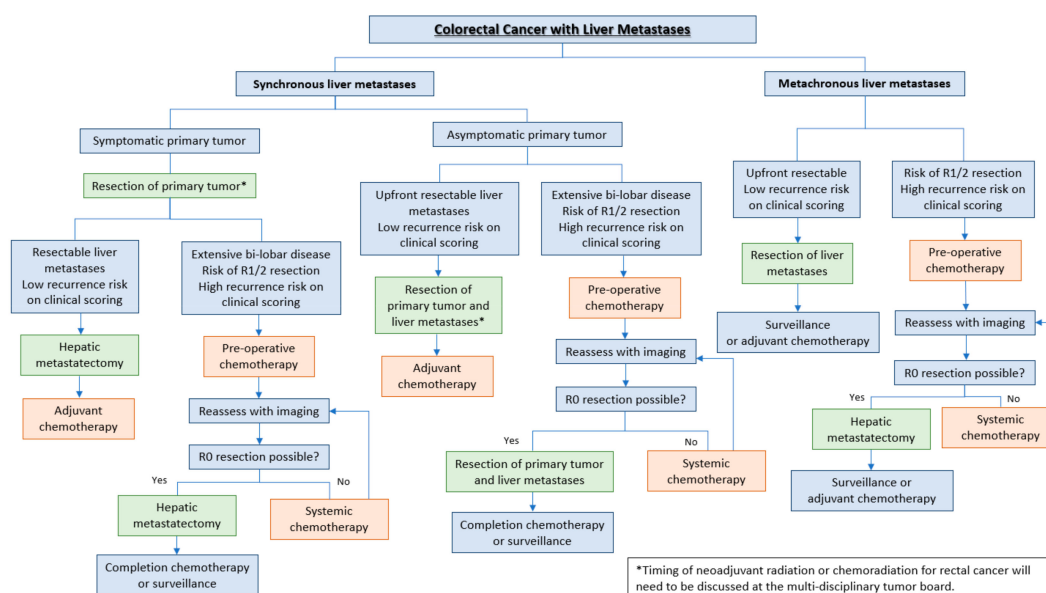 Colorectal Cancer with Liver Metastases
Synchronous liver metastases
Metachronous liver metastases
Symptomatic primary tumor
Asymptomatic primary tumor
Resection of primary tumor*
Resectable liver
metastases
Low recurrence risk
on clinical scoring
Hepatic
metastatectomy
Adjuvant
chemotherapy
Extensive bi-lobar disease
Risk of R1/2 resection
High recurrence risk on
clinical scoring
Pre-operative
chemotherapy
Reassess with imaging
R0 resection possible?
Yes
No
Hepatic
metastatectomy
Systemic
chemotherapy
Completion chemotherapy
or surveillance
Upfront resectable liver
metastases
Low recurrence risk on
clinical scoring
Resection of
primary tumor and
liver metastases*
Adjuvant
chemotherapy
Extensive bi-lobar disease
Risk of R1/2 resection
High recurrence risk on
clinical scoring
Pre-operative
chemotherapy
Reassess with imaging
R0 resection possible?
Yes
No
Resection of primary tumor
and liver metastases
Systemic
chemotherapy
Completion chemotherapy
or surveillance
Upfront resectable
Low recurrence risk
on clinical scoring
Resection of liver
metastases
Surveillance
or adjuvant chemotherapy
Risk of R1/2 resection
High recurrence risk on
clinical scoring
Pre-operative
chemotherapy
Reassess with imaging
R0 resection possible?
Yes
No
Hepatic
metastatectomy
Systemic
chemotherapy
Surveillance or
adjuvant chemotherapy
*Timing of neoadjuvant radiation or chemoradiation for rectal cancer will
need to be discussed at the multi-disciplinary tumor board.